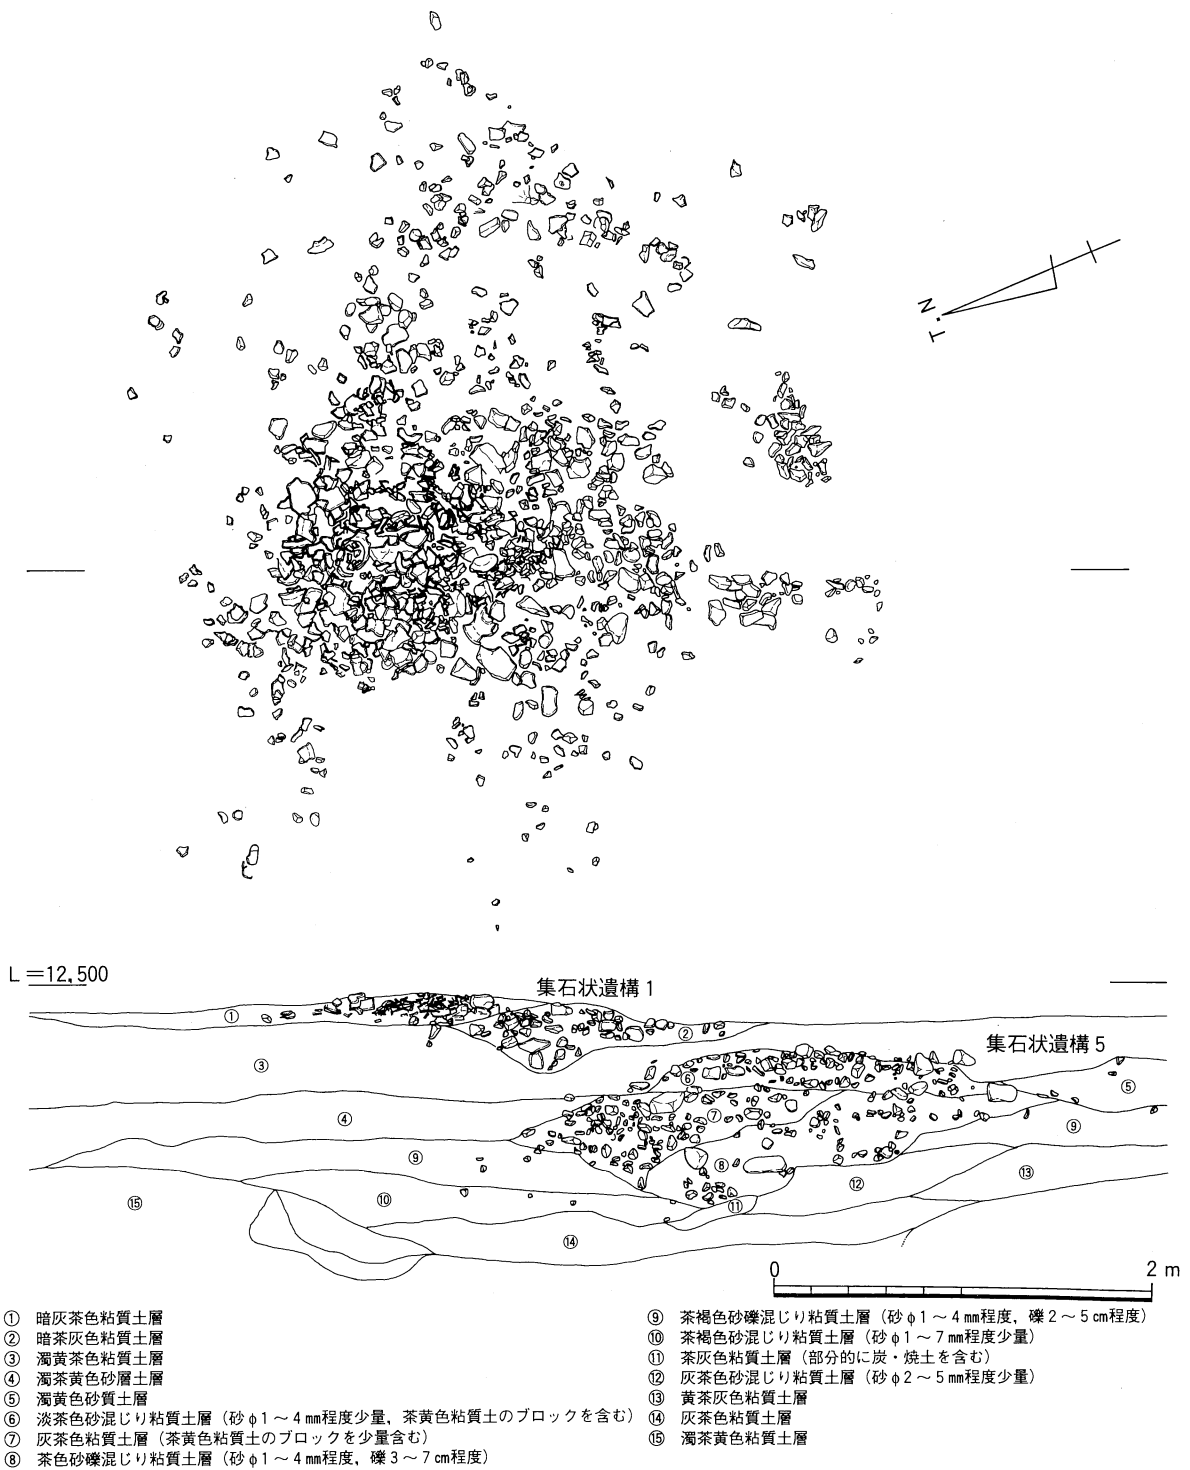 T.N
L＝12,500
集石状遺構1
集石状遺構5
① ② ③ ④ ⑤ ⑥ ⑦ ⑧ ⑨ ⑨ ⑩ ⑪ ⑫ ⑬ ⑭ ⑮
0 2 m
① 暗灰茶色粘質土層
② 暗茶灰色粘質土層
③ 濁黄茶色粘質土層
④ 濁茶黄色砂層土層
⑤ 濁黄色砂質土層
⑥ 淡茶色砂混じり粘質土層（砂φ1～4㎜程度少量，茶黄色粘質土のブロックを含む）
⑦ 灰茶色粘質土層（茶黄色粘質土のブロックを少量含む）
⑧ 茶色砂礫混じり粘質土層（砂φ1～4㎜程度，礫3～7㎝程度）
⑨ 茶褐色砂礫混じり粘質土層（砂φ1～4㎜程度，礫2～5㎝程度）
⑩ 茶褐色砂混じり粘質土層（砂φ1～7㎜程度少量）
⑪ 茶灰色粘質土層（部分的に炭・焼土を含む）
⑫ 灰茶色砂混じり粘質土層（砂φ2～5㎜程度少量）
⑬ 黄茶灰色粘質土層
⑭ 灰茶色粘質土層
⑮ 濁茶黄色粘質土層